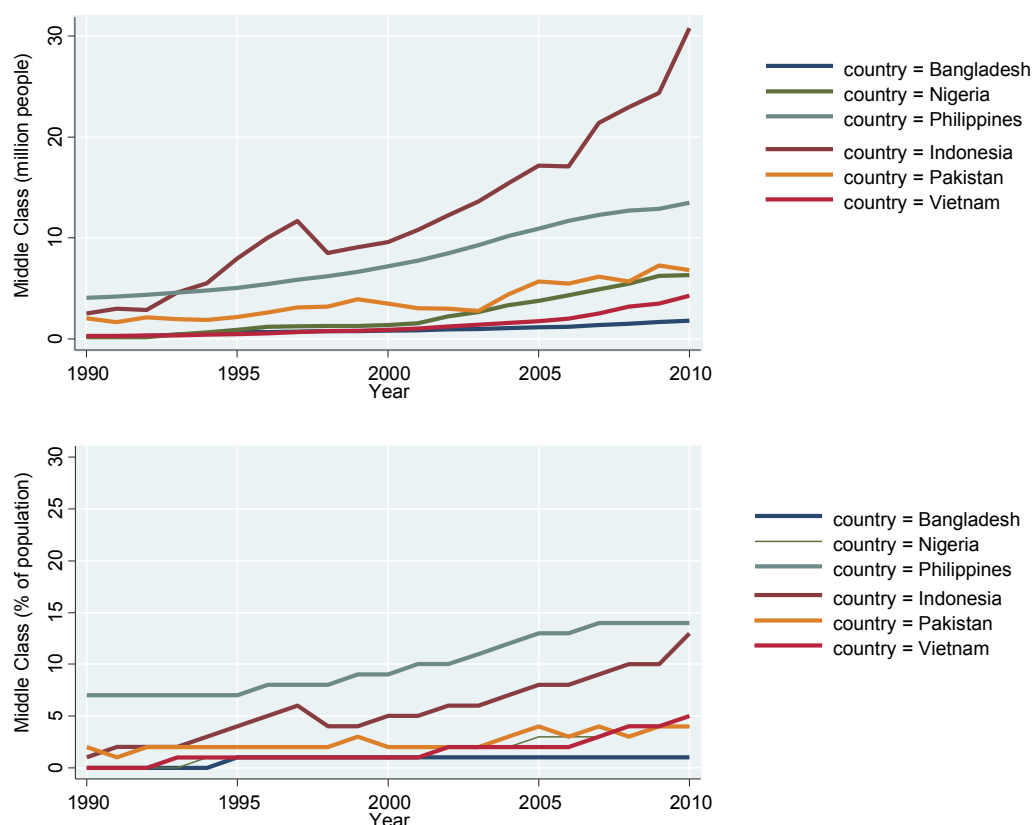 Middle Class (million people)
30
20
10
0
1990
1995
2000
2005
2010
Year
country = Bangladesh
country = Nigeria
country = Philippines
country = Indonesia
country = Pakistan
country = Vietnam
Middle Class (% of population)
30
25
20
15
10
5
0
1990
1995
2000
2005
2010
Year
country = Bangladesh
country = Nigeria
country = Philippines
country = Indonesia
country = Pakistan
country = Vietnam